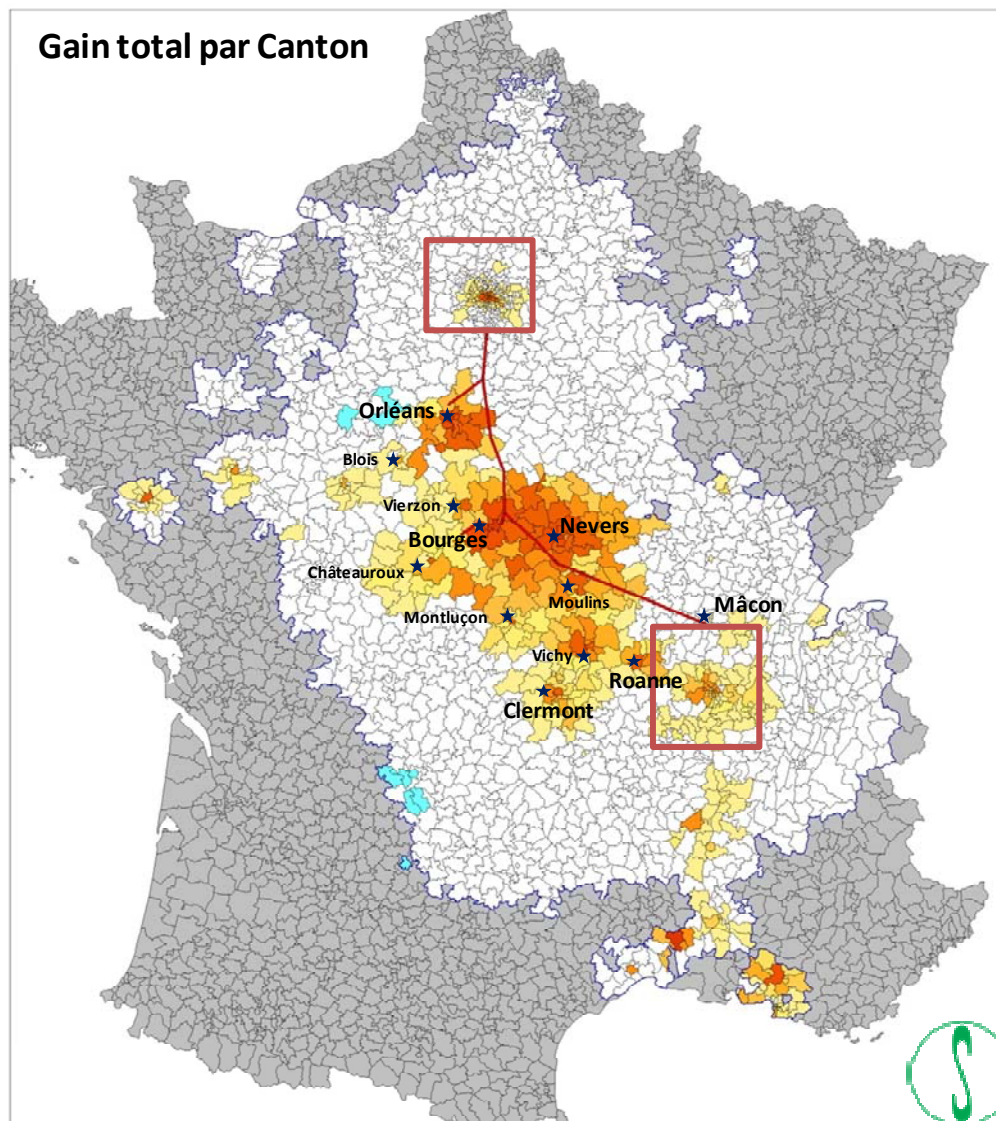 Gain total par Canton
Orléans
Blois
Vierzon
Nevers
Bourges
Châteauroux
Moulins
Mâcon
Montluçon
Vichy
Roanne
Clermont
S